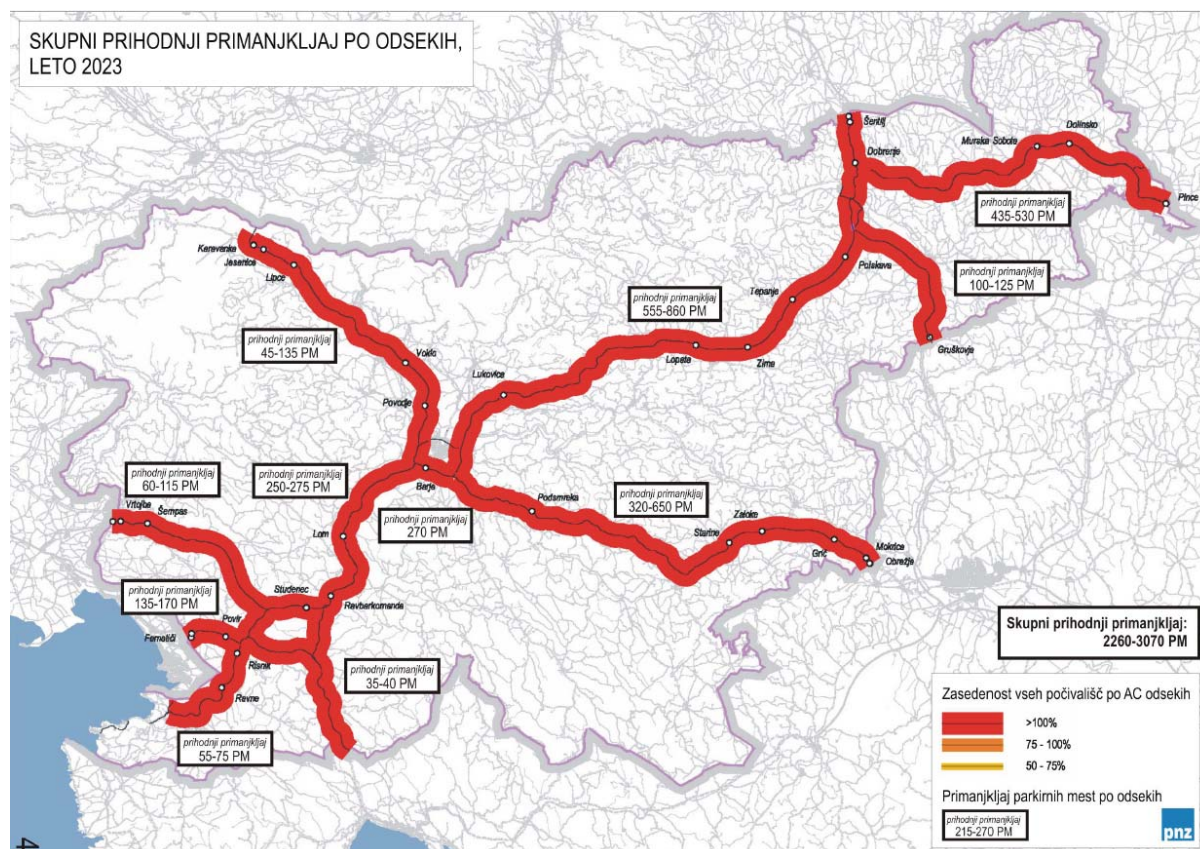 SKUPNI PRIHODNJI PRIMANJKLJAJ PO ODSEKIH,
LETO 2023
Šentilj
Dobrenje
Murska Sobota
Dolinsko
Pince
prihodnji primanjkljaj
435-530 PM
Karavanke
Jesenice
Lipce
Polskava
prihodnji primanjkljaj
100-125 PM
Tepanje
prihodnji primanjkljaj
555-860 PM
Gruškovje
prihodnji primanjkljaj
45-135 PM
Voklo
Lopata
Zima
Lukovica
Povodje
prihodnji primanjkljaj
60-115 PM
prihodnji primanjkljaj
250-275 PM
Barje
Vrtojba
Šempas
prihodnji primanjkljaj
270 PM
Podsmreka
prihodnji primanjkljaj
320-650 PM
Zaloke
Starine
Grič
Mokrice
Obrežje
Lom
prihodnji primanjkljaj
135-170 PM
Studenec
Ravbarkomanda
Povir
Fernetiči
Risnik
Ravne
prihodnji primanjkljaj
35-40 PM
prihodnji primanjkljaj
55-75 PM
Skupni prihodnji primanjkljaj:
2260-3070 PM
Zasedenost vseh počivališč po AC odsekih
>100%
75 - 100%
50 - 75%
Primanjkljaj parkirnih mest po odsekih
prihodnji primanjkljaj
215-270 PM
pnz
4